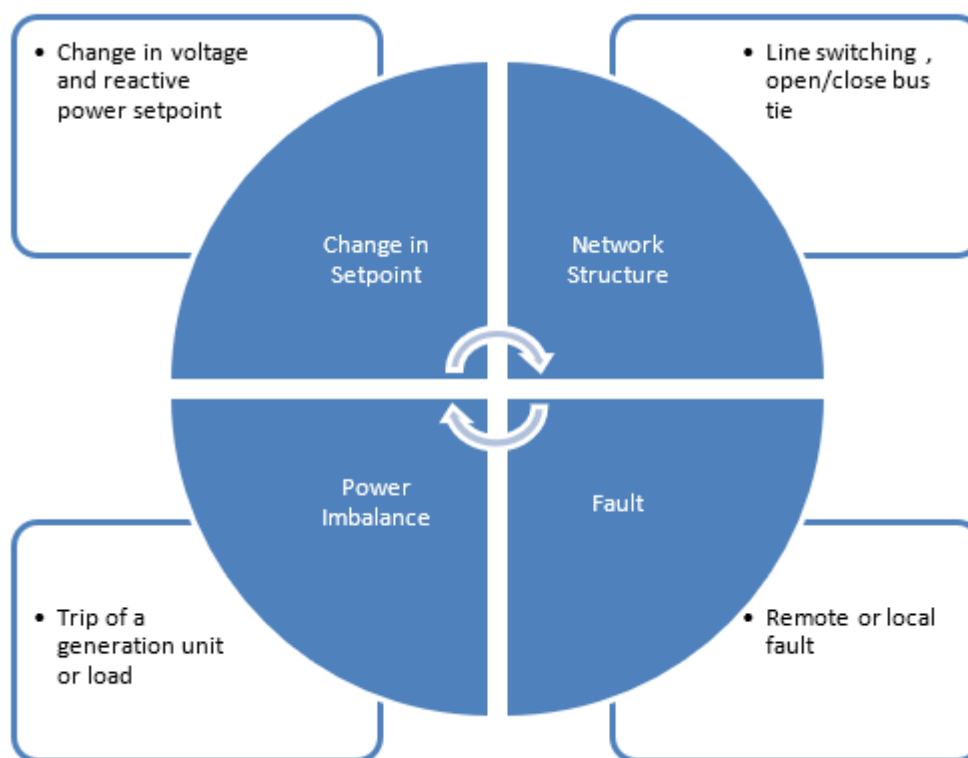 • Change in voltage
and reactive
power setpoint
• Line switching ,
open/close bus
tie
Change in
Setpoint
Network
Structure
Power
Imbalance
Fault
• Trip of a
generation unit
or load
• Remote or local
fault